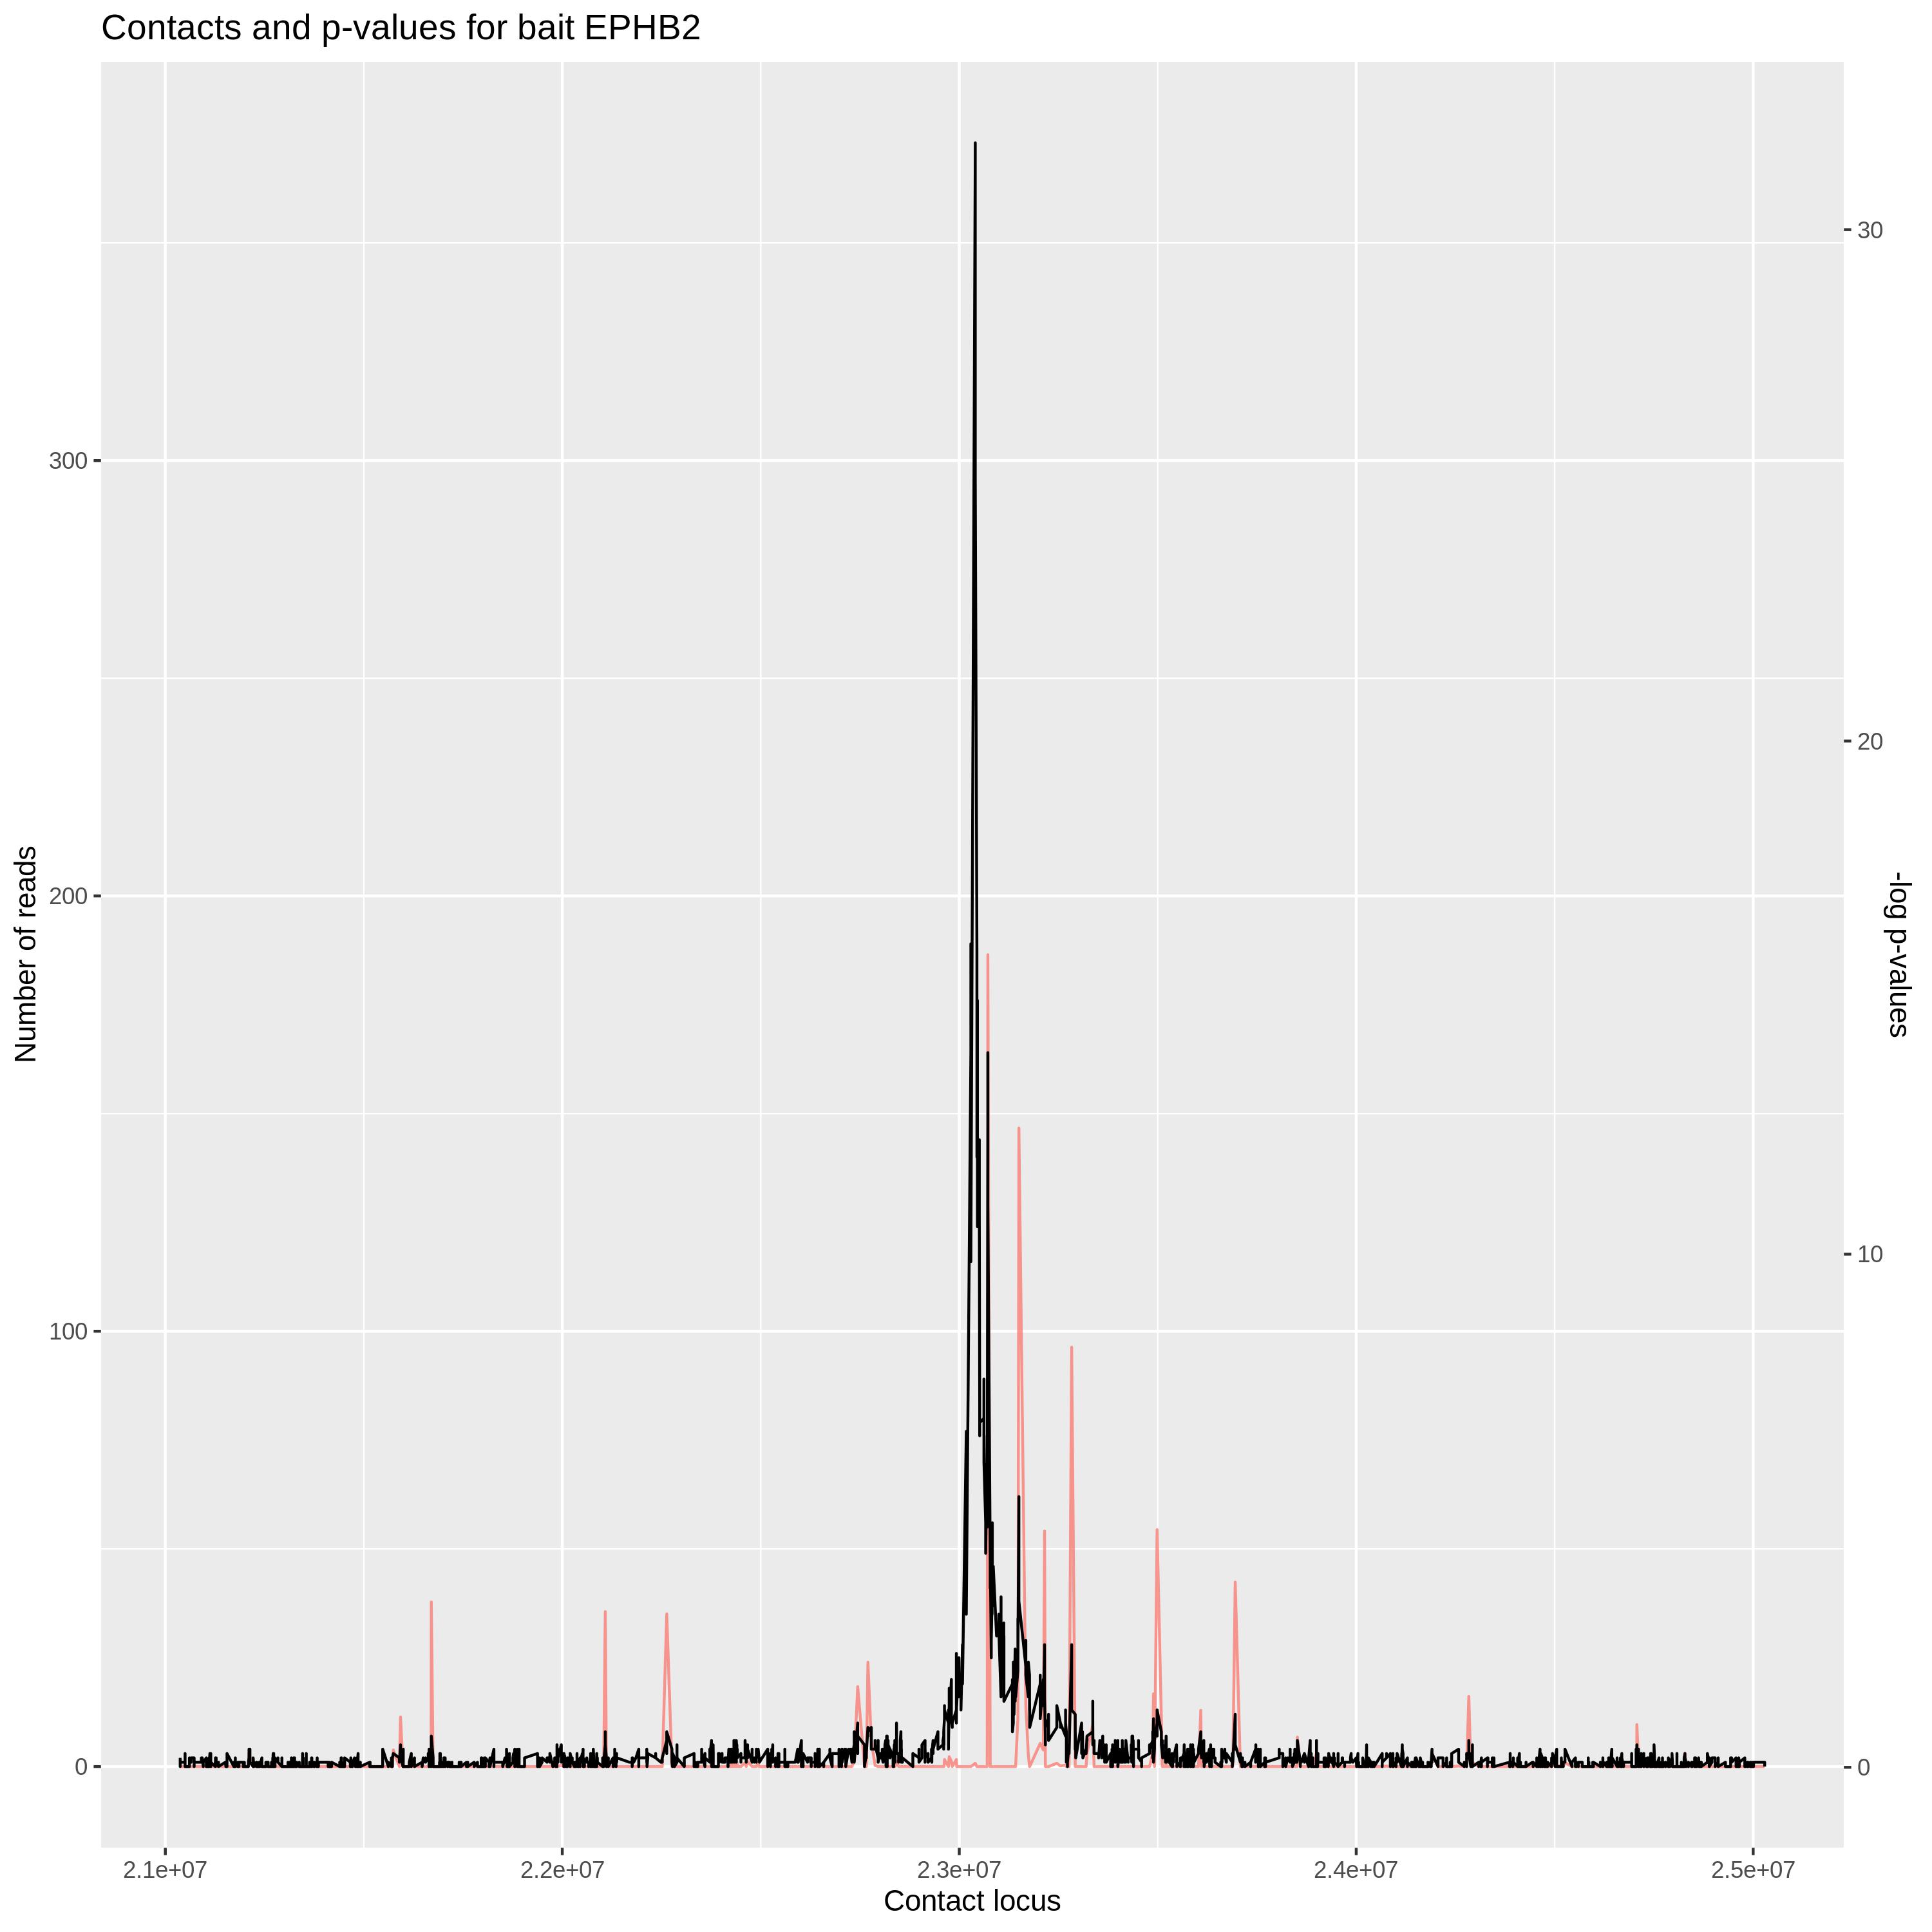 Contacts and p-values for bait EPHB2
Number of reads
300
200
100
0
30
20
10
0
-log p-values
2.1e+07
2.2e+07
2.3e+07
2.4e+07
2.5e+07
Contact locus